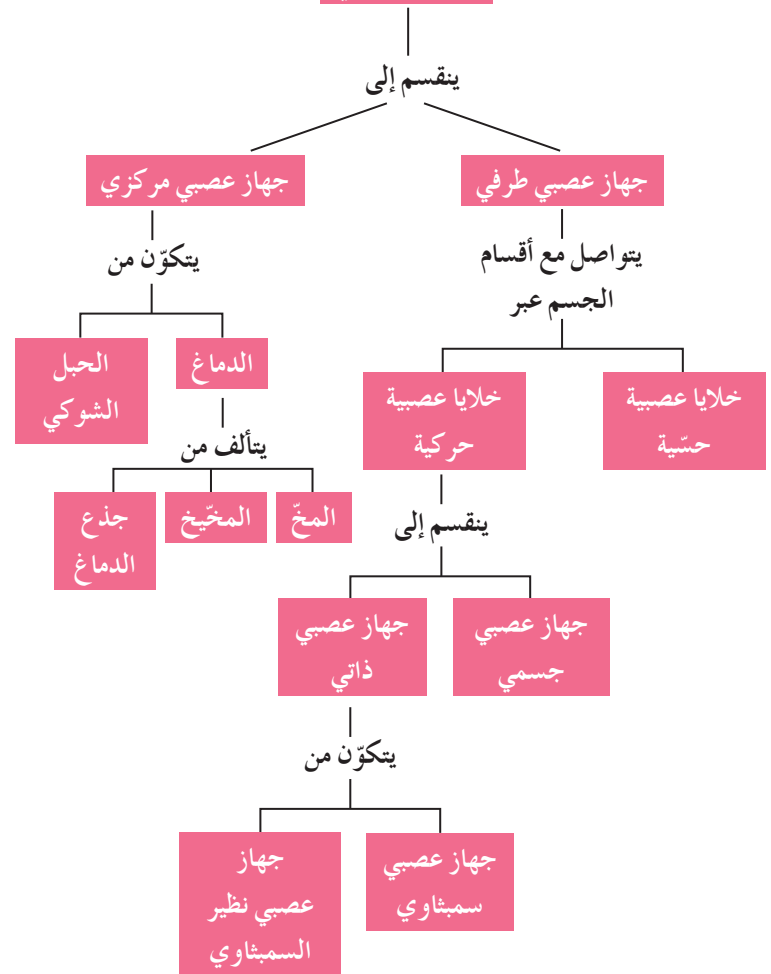 ينقسم إلى
جهاز عصبي طرفي
جهاز عصبي مركزي
يتواصل مع أقسام
الجسم عبر
يتكوّن من
خلايا عصبية
حسّية
خلايا عصبية
حركية
الدماغ
الحبل
الشوكي
يتألف من
المخّ
المخّيخ
جذع
الدماغ
ينقسم إلى
جهاز عصبي
جسمي
جهاز عصبي
ذاتي
يتكوّن من
جهاز عصبي
سمبثاوي
جهاز
عصبي نظير
السمبثاوي